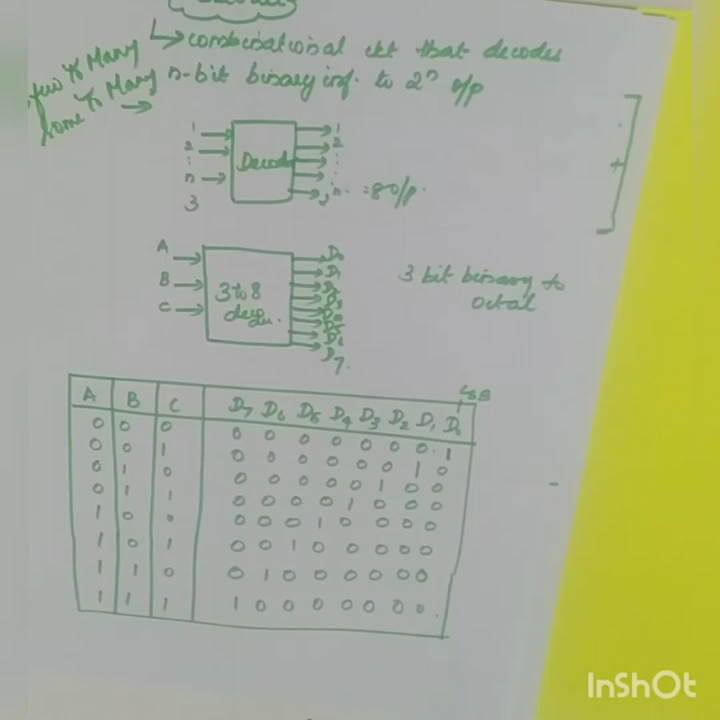 Decoder
↳ combinational ckt that decodes
few to Many
n-bit binary inf. to 2ⁿ o/p
Some to Many →
1 1
2 Decoder 2
n 2ⁿ = 8 o/p.
3
A D₀
D₁
B 3 to 8 D₂ 3 bit binary to
D₃ octal
C D₄
D₅
D₆
D₇
LSB
A B C D₇ D₆ D₅ D₄ D₃ D₂ D₁ D₀
0 0 0 0 0 0 0 0 0 0 1
0 0 1 0 0 0 0 0 0 1 0
0 1 0 0 0 0 0 0 1 0 0
0 1 1 0 0 0 0 1 0 0 0
1 0 0 0 0 0 1 0 0 0 0
1 0 1 0 0 1 0 0 0 0 0
1 1 0 0 1 0 0 0 0 0 0
1 1 1 1 0 0 0 0 0 0 0
InShOt